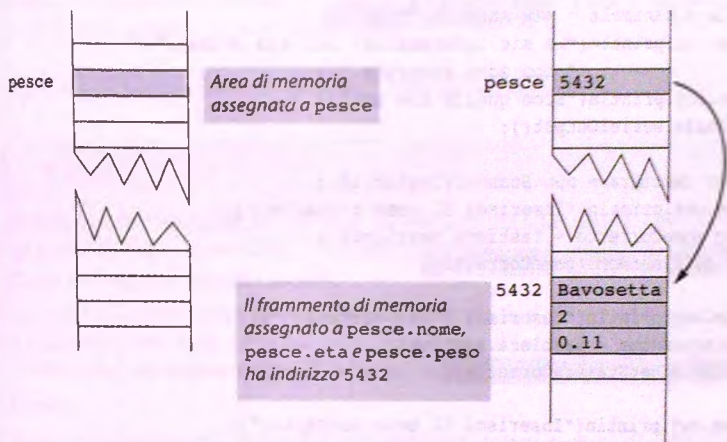 pesce
Area di memoria
assegnata a pesce
pesce 5432
5432 Bavosetta
2
0.11
Il frammento di memoria
assegnato a pesce.nome,
pesce.eta e pesce.peso
ha indirizzo 5432